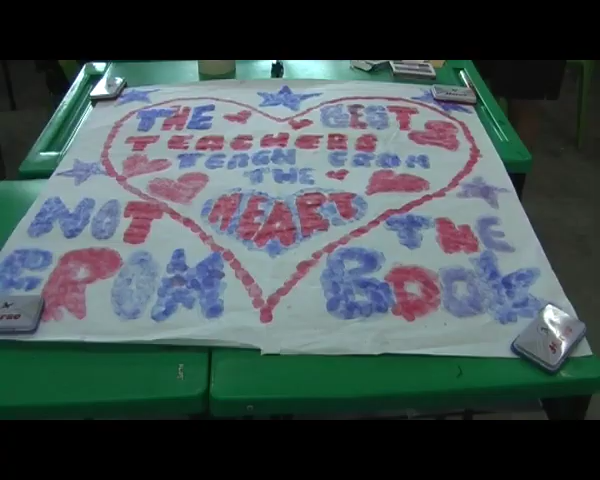 THE BEST
TEACHERS
TEACH FROM
THE
HEART
NOT THE
FROM BOOK